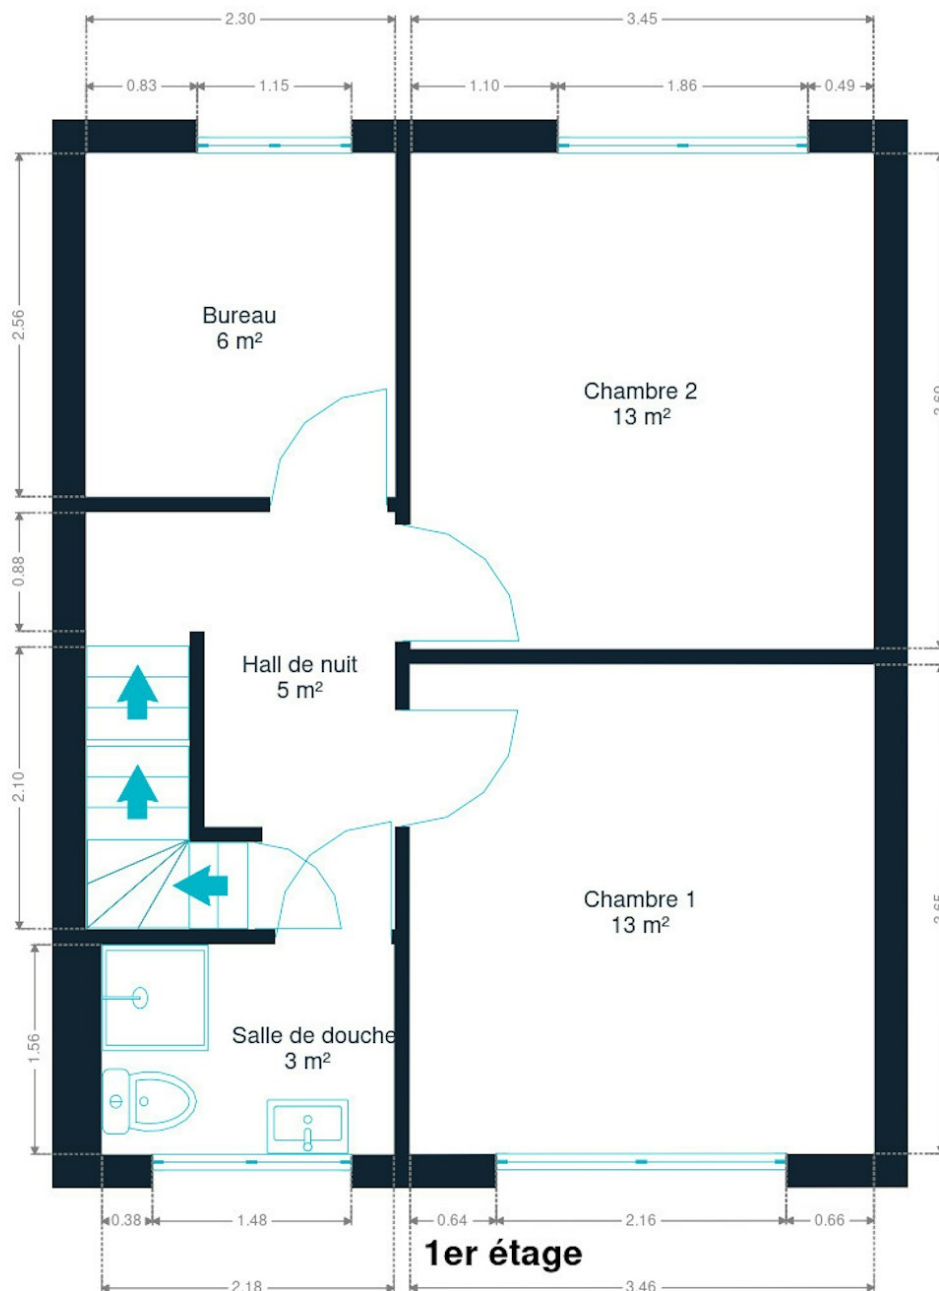 2.30
3.45
0.83
1.15
1.10
1.86
0.49
2.56
Bureau
6 m²
Chambre 2
13 m²
0.88
Hall de nuit
5 m²
2.10
Chambre 1
13 m²
1.56
Salle de douche
3 m²
0.38
1.48
0.64
2.16
0.66
1er étage
2.18
3.46